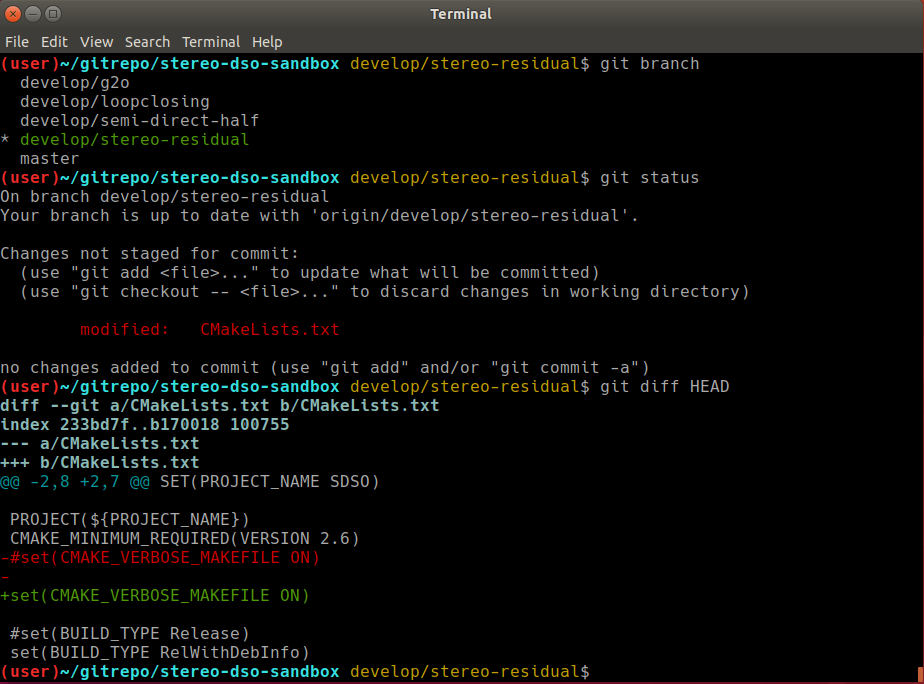 Terminal
File Edit View Search Terminal Help
(user)~/gitrepo/stereo-dso-sandbox develop/stereo-residual$ git branch
  develop/g2o
  develop/loopclosing
  develop/semi-direct-half
* develop/stereo-residual
  master
(user)~/gitrepo/stereo-dso-sandbox develop/stereo-residual$ git status
On branch develop/stereo-residual
Your branch is up to date with 'origin/develop/stereo-residual'.

Changes not staged for commit:
  (use "git add <file>..." to update what will be committed)
  (use "git checkout -- <file>..." to discard changes in working directory)

        modified:   CMakeLists.txt

no changes added to commit (use "git add" and/or "git commit -a")
(user)~/gitrepo/stereo-dso-sandbox develop/stereo-residual$ git diff HEAD
diff --git a/CMakeLists.txt b/CMakeLists.txt
index 233bd7f..b170018 100755
--- a/CMakeLists.txt
+++ b/CMakeLists.txt
@@ -2,8 +2,7 @@ SET(PROJECT_NAME SDSO)

 PROJECT(${PROJECT_NAME})
 CMAKE_MINIMUM_REQUIRED(VERSION 2.6)
-#set(CMAKE_VERBOSE_MAKEFILE ON)
-
+set(CMAKE_VERBOSE_MAKEFILE ON)

 #set(BUILD_TYPE Release)
 set(BUILD_TYPE RelWithDebInfo)
(user)~/gitrepo/stereo-dso-sandbox develop/stereo-residual$